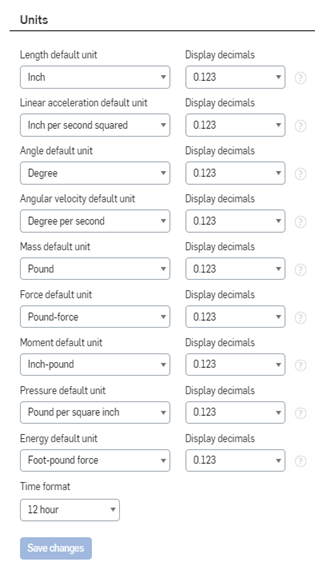 Units
Length default unit Display decimals
Inch 0.123 ?
Linear acceleration default unit Display decimals
Inch per second squared 0.123 ?
Angle default unit Display decimals
Degree 0.123 ?
Angular velocity default unit Display decimals
Degree per second 0.123 ?
Mass default unit Display decimals
Pound 0.123 ?
Force default unit Display decimals
Pound-force 0.123 ?
Moment default unit Display decimals
Inch-pound 0.123 ?
Pressure default unit Display decimals
Pound per square inch 0.123 ?
Energy default unit Display decimals
Foot-pound force 0.123 ?
Time format
12 hour
Save changes